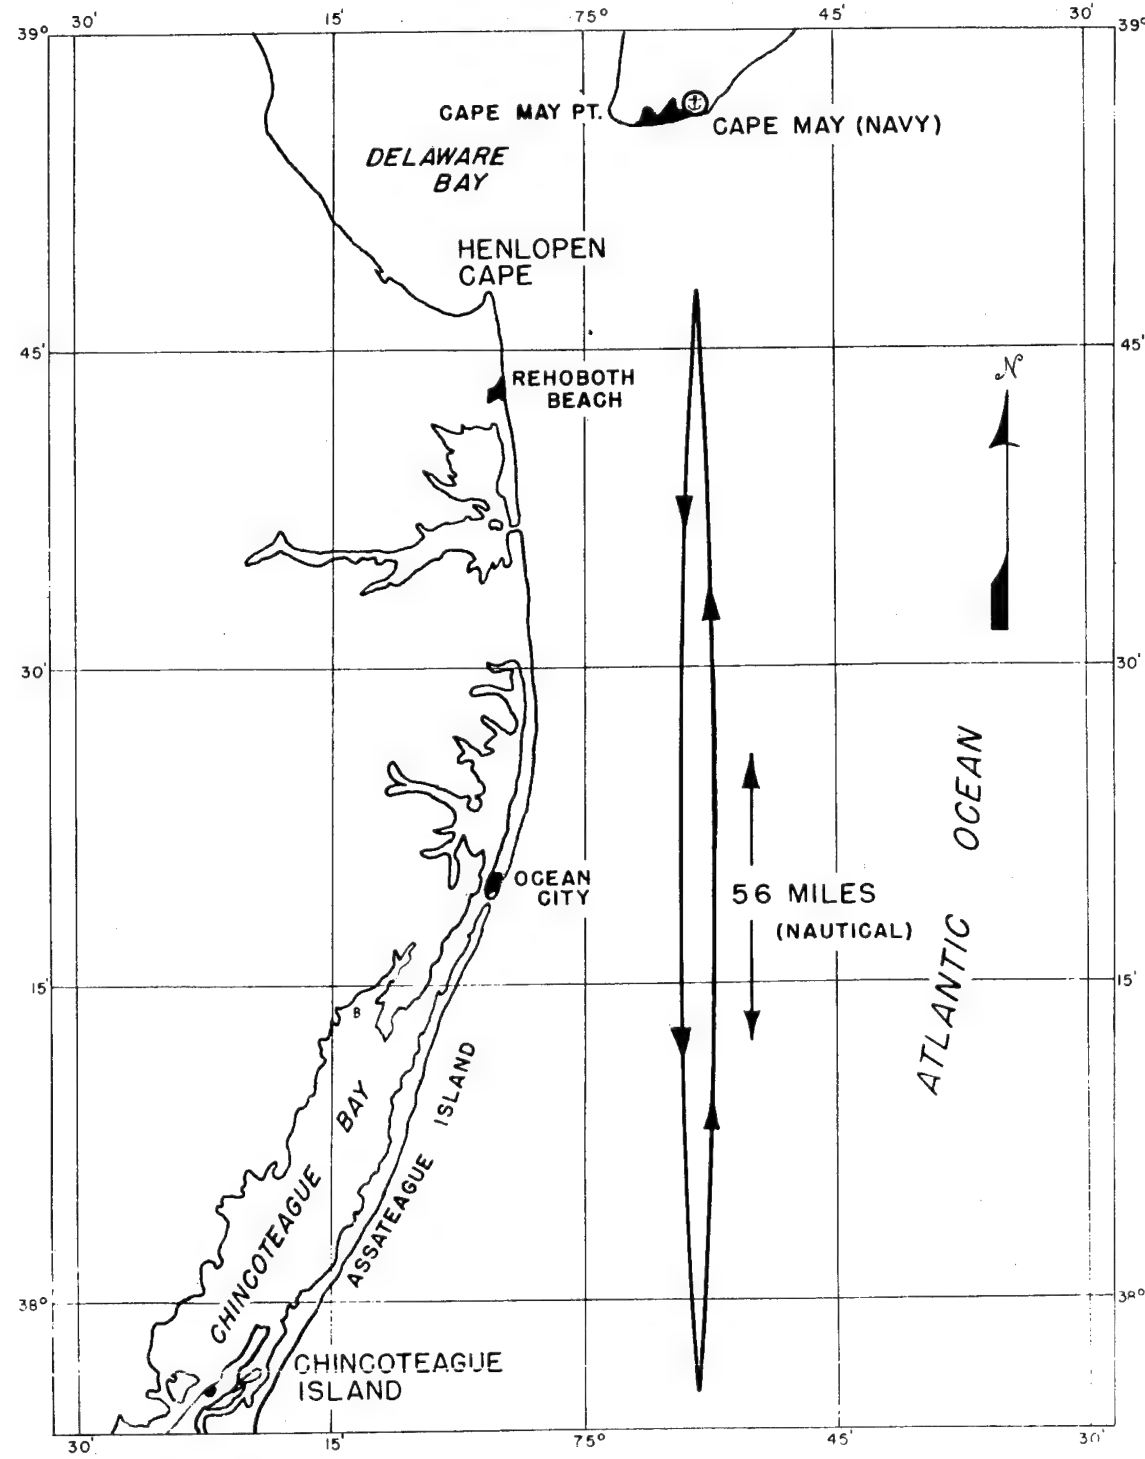 30' 15' 75° 45' 30'
39° 39°
CAPE MAY PT.
CAPE MAY (NAVY)
DELAWARE
BAY
HENLOPEN
CAPE
45' 45'
N
REHOBOTH
BEACH
30' 30'
ATLANTIC OCEAN
OCEAN
CITY
56 MILES
(NAUTICAL)
15' 15'
B
CHINCOTEAGUE BAY
ASSATEAGUE ISLAND
38° 38°
CHINCOTEAGUE
ISLAND
30' 15' 75° 45' 30'